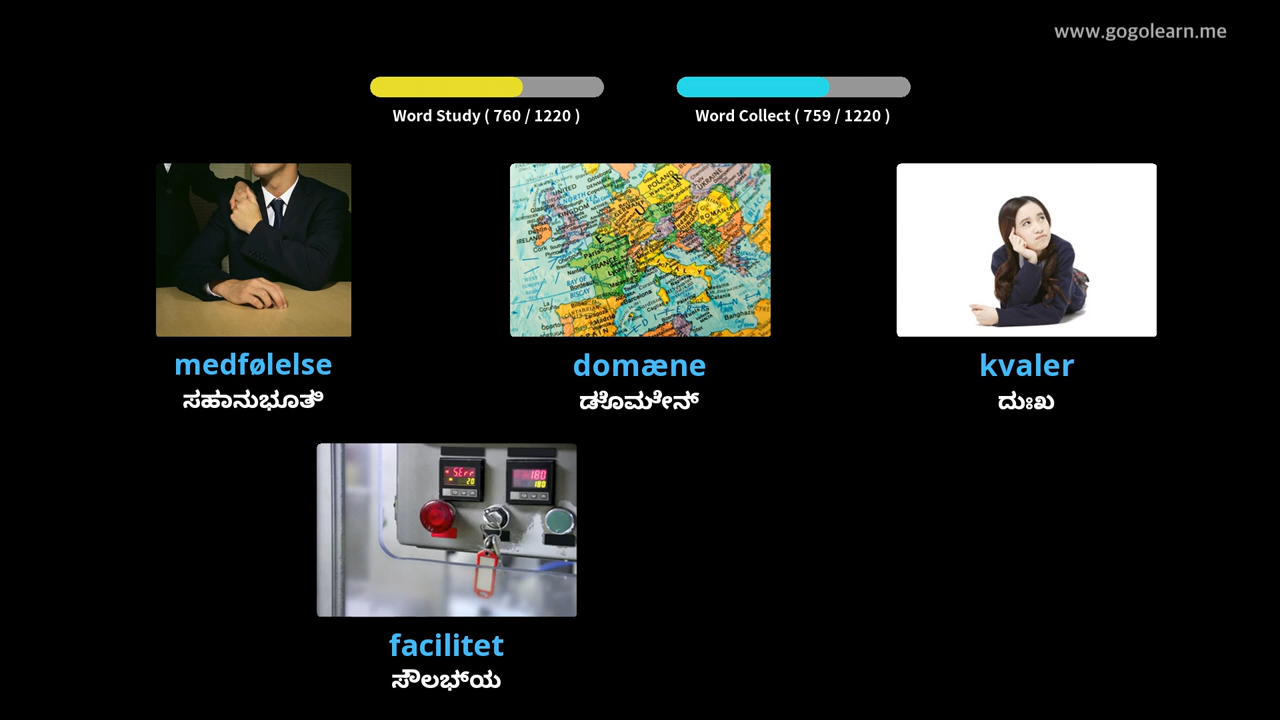 www.gogolearn.me
Word Study ( 760 / 1220 )
Word Collect ( 759 / 1220 )
medfølelse
ಸಹಾನುಭೂತಿ
domæne
ಡೊಮೇನ್
kvaler
ದುಃಖ
facilitet
ಸೌಲಭ್ಯ